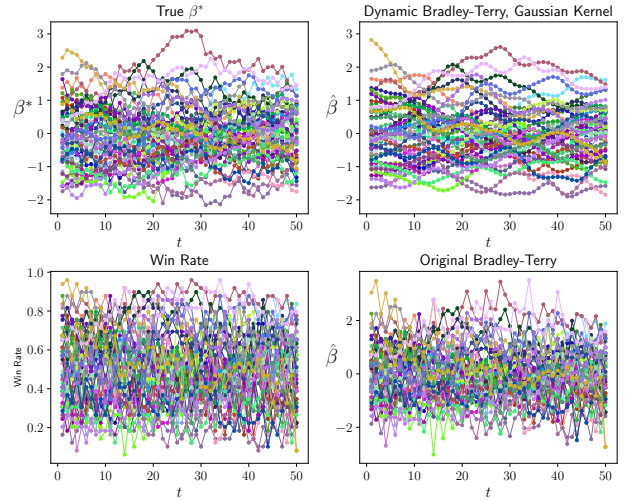 True β*
Dynamic Bradley-Terry, Gaussian Kernel
3
2
1
0
−1
−2
β*
0 10 20 30 40 50
t
3
2
1
0
−1
−2
β̂
0 10 20 30 40 50
t
Win Rate
Original Bradley-Terry
1.0
0.8
0.6
0.4
0.2
Win Rate
0 10 20 30 40 50
t
2
0
−2
β̂
0 10 20 30 40 50
t